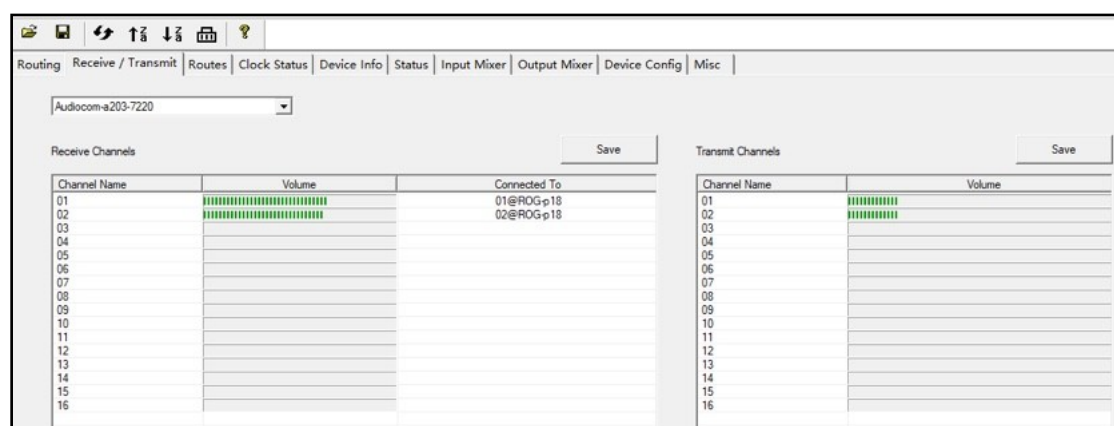 Routing Receive / Transmit Routes Clock Status Device Info Status Input Mixer Output Mixer Device Config Misc
Audiocom-a203-7220
Receive Channels Save Transmit Channels Save
Channel Name Volume Connected To Channel Name Volume
01 01@ROG-p18 01
02 02@ROG-p18 02
03 03
04 04
05 05
06 06
07 07
08 08
09 09
10 10
11 11
12 12
13 13
14 14
15 15
16 16